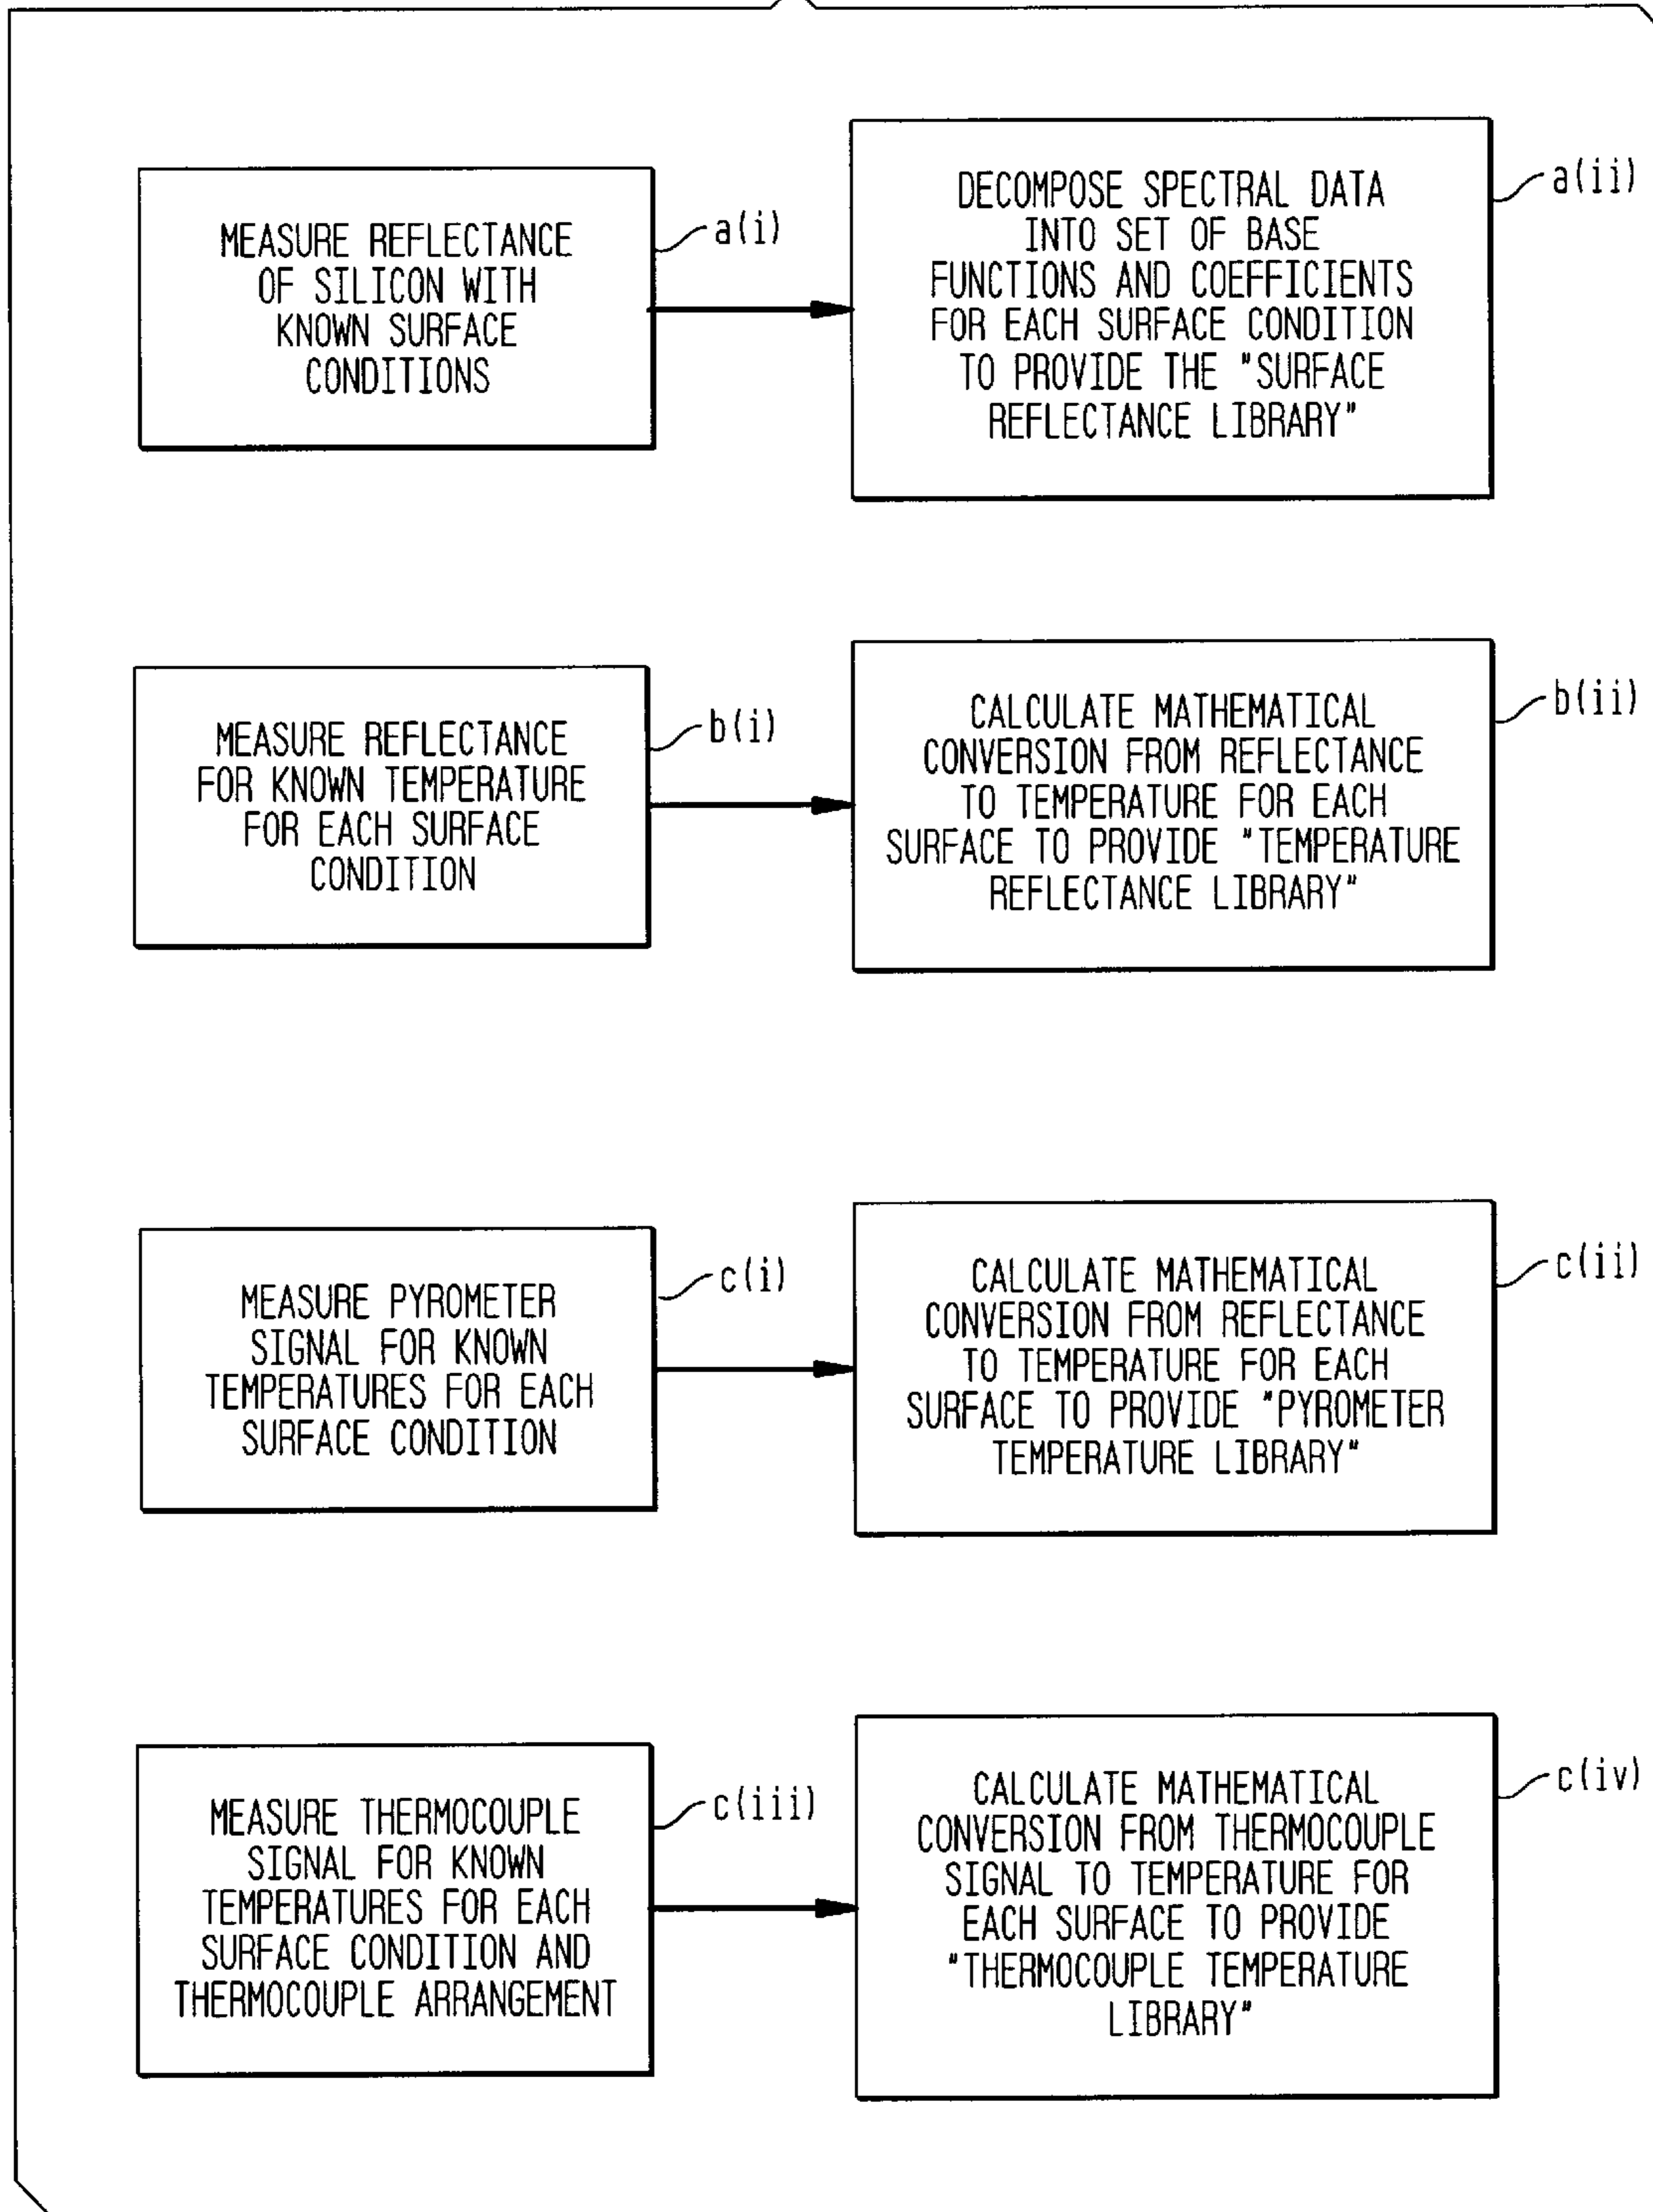 MEASURE REFLECTANCE
OF SILICON WITH
KNOWN SURFACE
CONDITIONS
a(i)
DECOMPOSE SPECTRAL DATA
INTO SET OF BASE
FUNCTIONS AND COEFFICIENTS
FOR EACH SURFACE CONDITION
TO PROVIDE THE "SURFACE
REFLECTANCE LIBRARY"
a(ii)
MEASURE REFLECTANCE
FOR KNOWN TEMPERATURE
FOR EACH SURFACE
CONDITION
b(i)
CALCULATE MATHEMATICAL
CONVERSION FROM REFLECTANCE
TO TEMPERATURE FOR EACH
SURFACE TO PROVIDE "TEMPERATURE
REFLECTANCE LIBRARY"
b(ii)
MEASURE PYROMETER
SIGNAL FOR KNOWN
TEMPERATURES FOR EACH
SURFACE CONDITION
c(i)
CALCULATE MATHEMATICAL
CONVERSION FROM REFLECTANCE
TO TEMPERATURE FOR EACH
SURFACE TO PROVIDE "PYROMETER
TEMPERATURE LIBRARY"
c(ii)
MEASURE THERMOCOUPLE
SIGNAL FOR KNOWN
TEMPERATURES FOR EACH
SURFACE CONDITION AND
THERMOCOUPLE ARRANGEMENT
c(iii)
CALCULATE MATHEMATICAL
CONVERSION FROM THERMOCOUPLE
SIGNAL TO TEMPERATURE FOR
EACH SURFACE TO PROVIDE
"THERMOCOUPLE TEMPERATURE
LIBRARY"
c(iv)